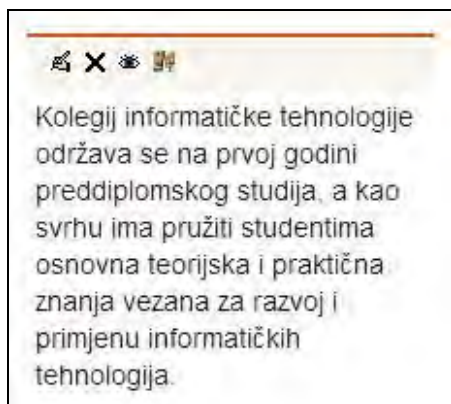 Kolegij informatičke tehnologije
održava se na prvoj godini
preddiplomskog studija, a kao
svrhu ima pružiti studentima
osnovna teorijska i praktična
znanja vezana za razvoj i
primjenu informatičkih
tehnologija.